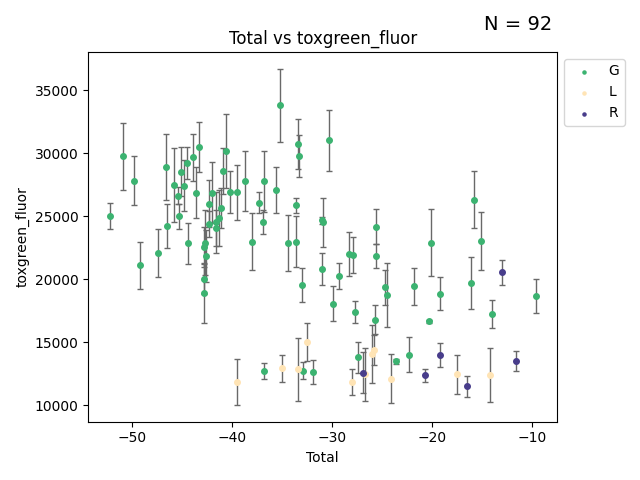 N = 92
Total vs toxgreen_fluor
G
L
R
35000
30000
25000
20000
15000
10000
toxgreen_fluor
−50 −40 −30 −20 −10
Total